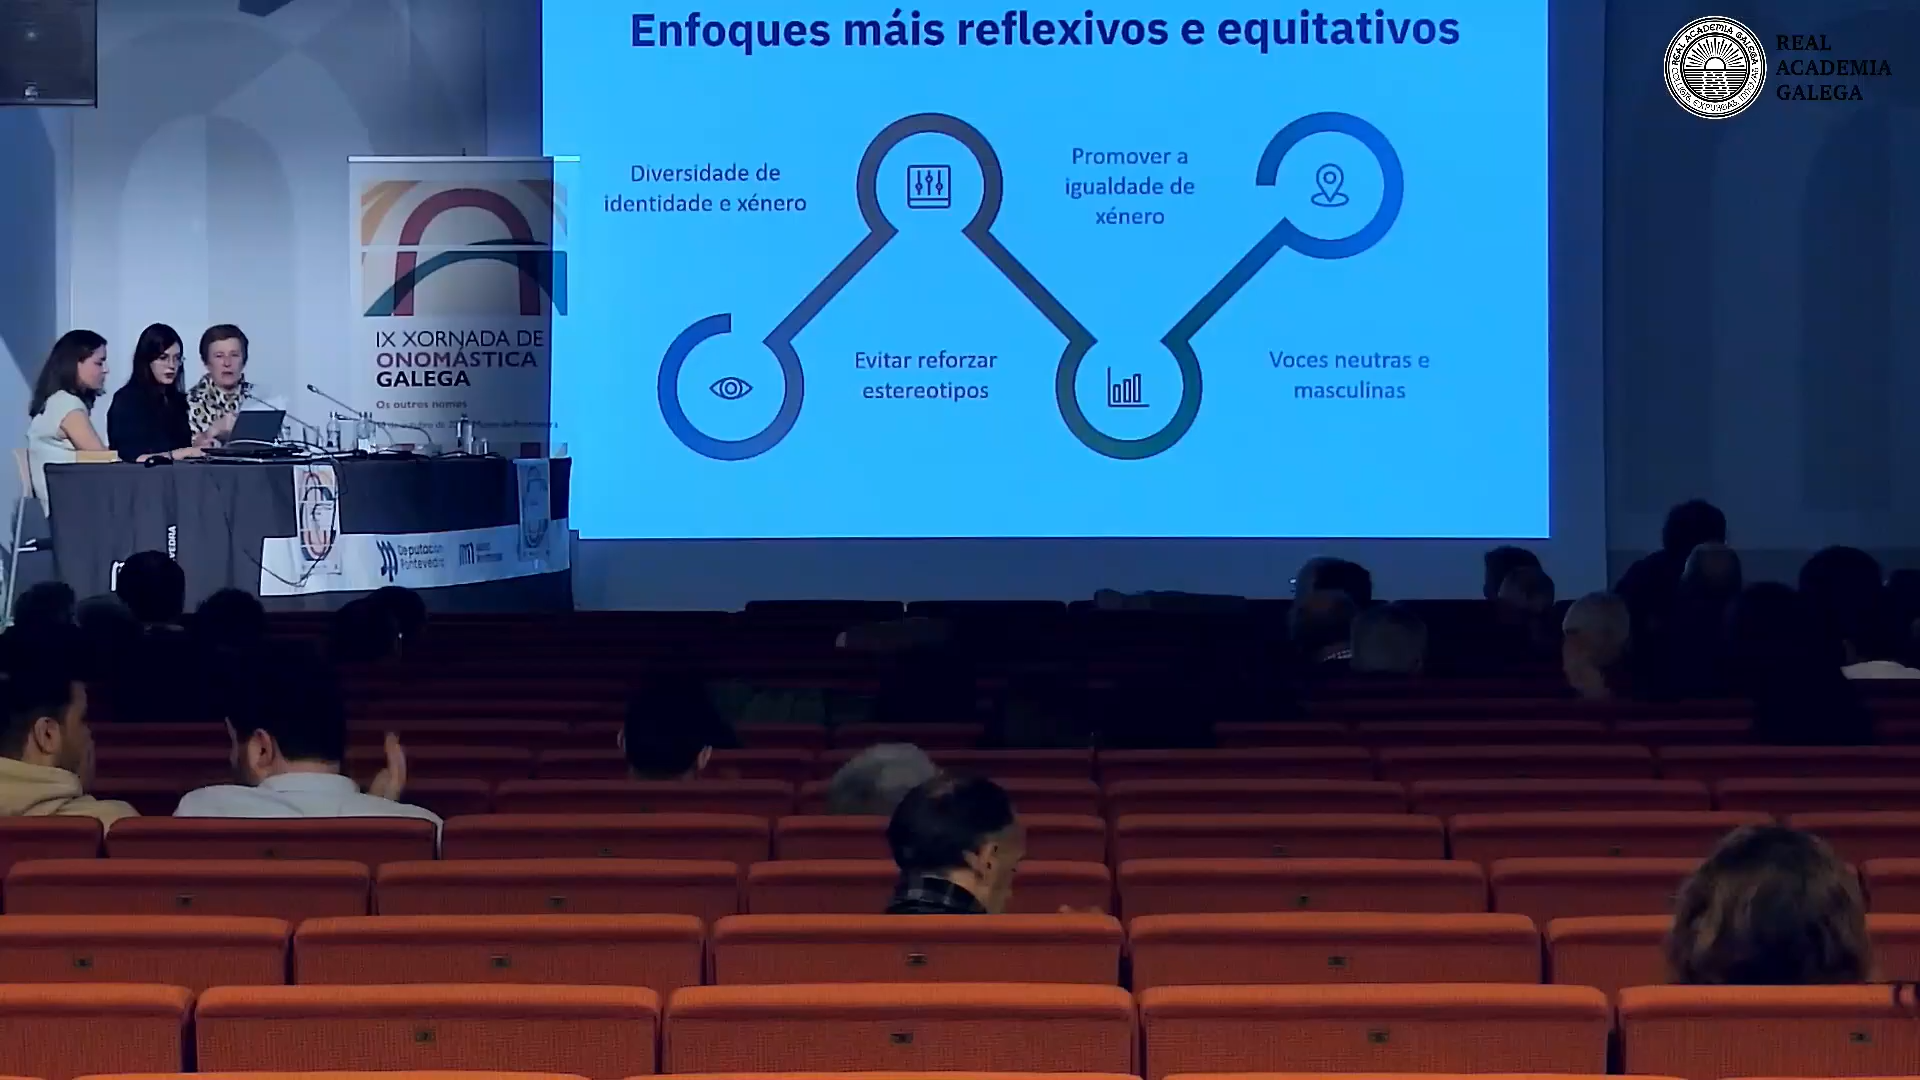 Enfoques máis reflexivos e equitativos
REAL
ACADEMIA
GALEGA
Diversidade de
identidade e xénero
Promover a
igualdade de
xénero
Evitar reforzar
estereotipos
Voces neutras e
masculinas
IX XORNADA DE
ONOMÁSTICA
GALEGA
Os outros nomes
Deputación
Pontevedra